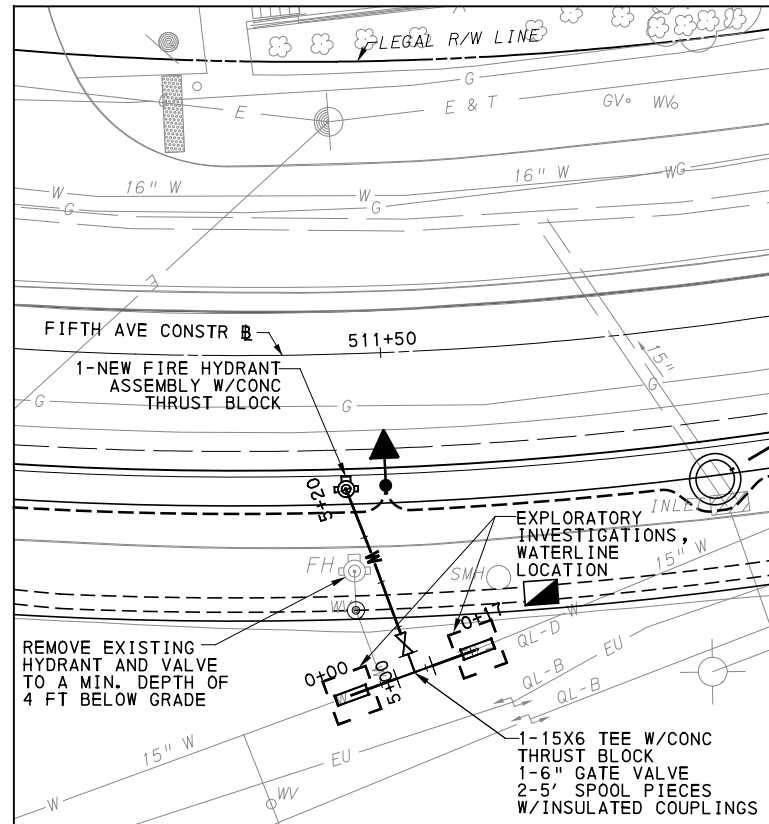 LEGAL R/W LINE
G
G
E
E & T
GV
WV
W
16" W
W
16" W
WG
G
G
E
FIFTH AVE CONSTR B
511+50
15"
1-NEW FIRE HYDRANT
ASSEMBLY W/CONC
THRUST BLOCK
G
G
G
5+20
INLET
EXPLORATORY
INVESTIGATIONS,
WATERLINE
LOCATION
FH
SMH
15" W
WV
W
0+17
QL-D
REMOVE EXISTING
HYDRANT AND VALVE
TO A MIN. DEPTH OF
4 FT BELOW GRADE
0+00
5+00
W
W
EU
QL-B
QL-B
15" W
EU
1-15X6 TEE W/CONC
THRUST BLOCK
1-6" GATE VALVE
2-5' SPOOL PIECES
W/INSULATED COUPLINGS
WV
W